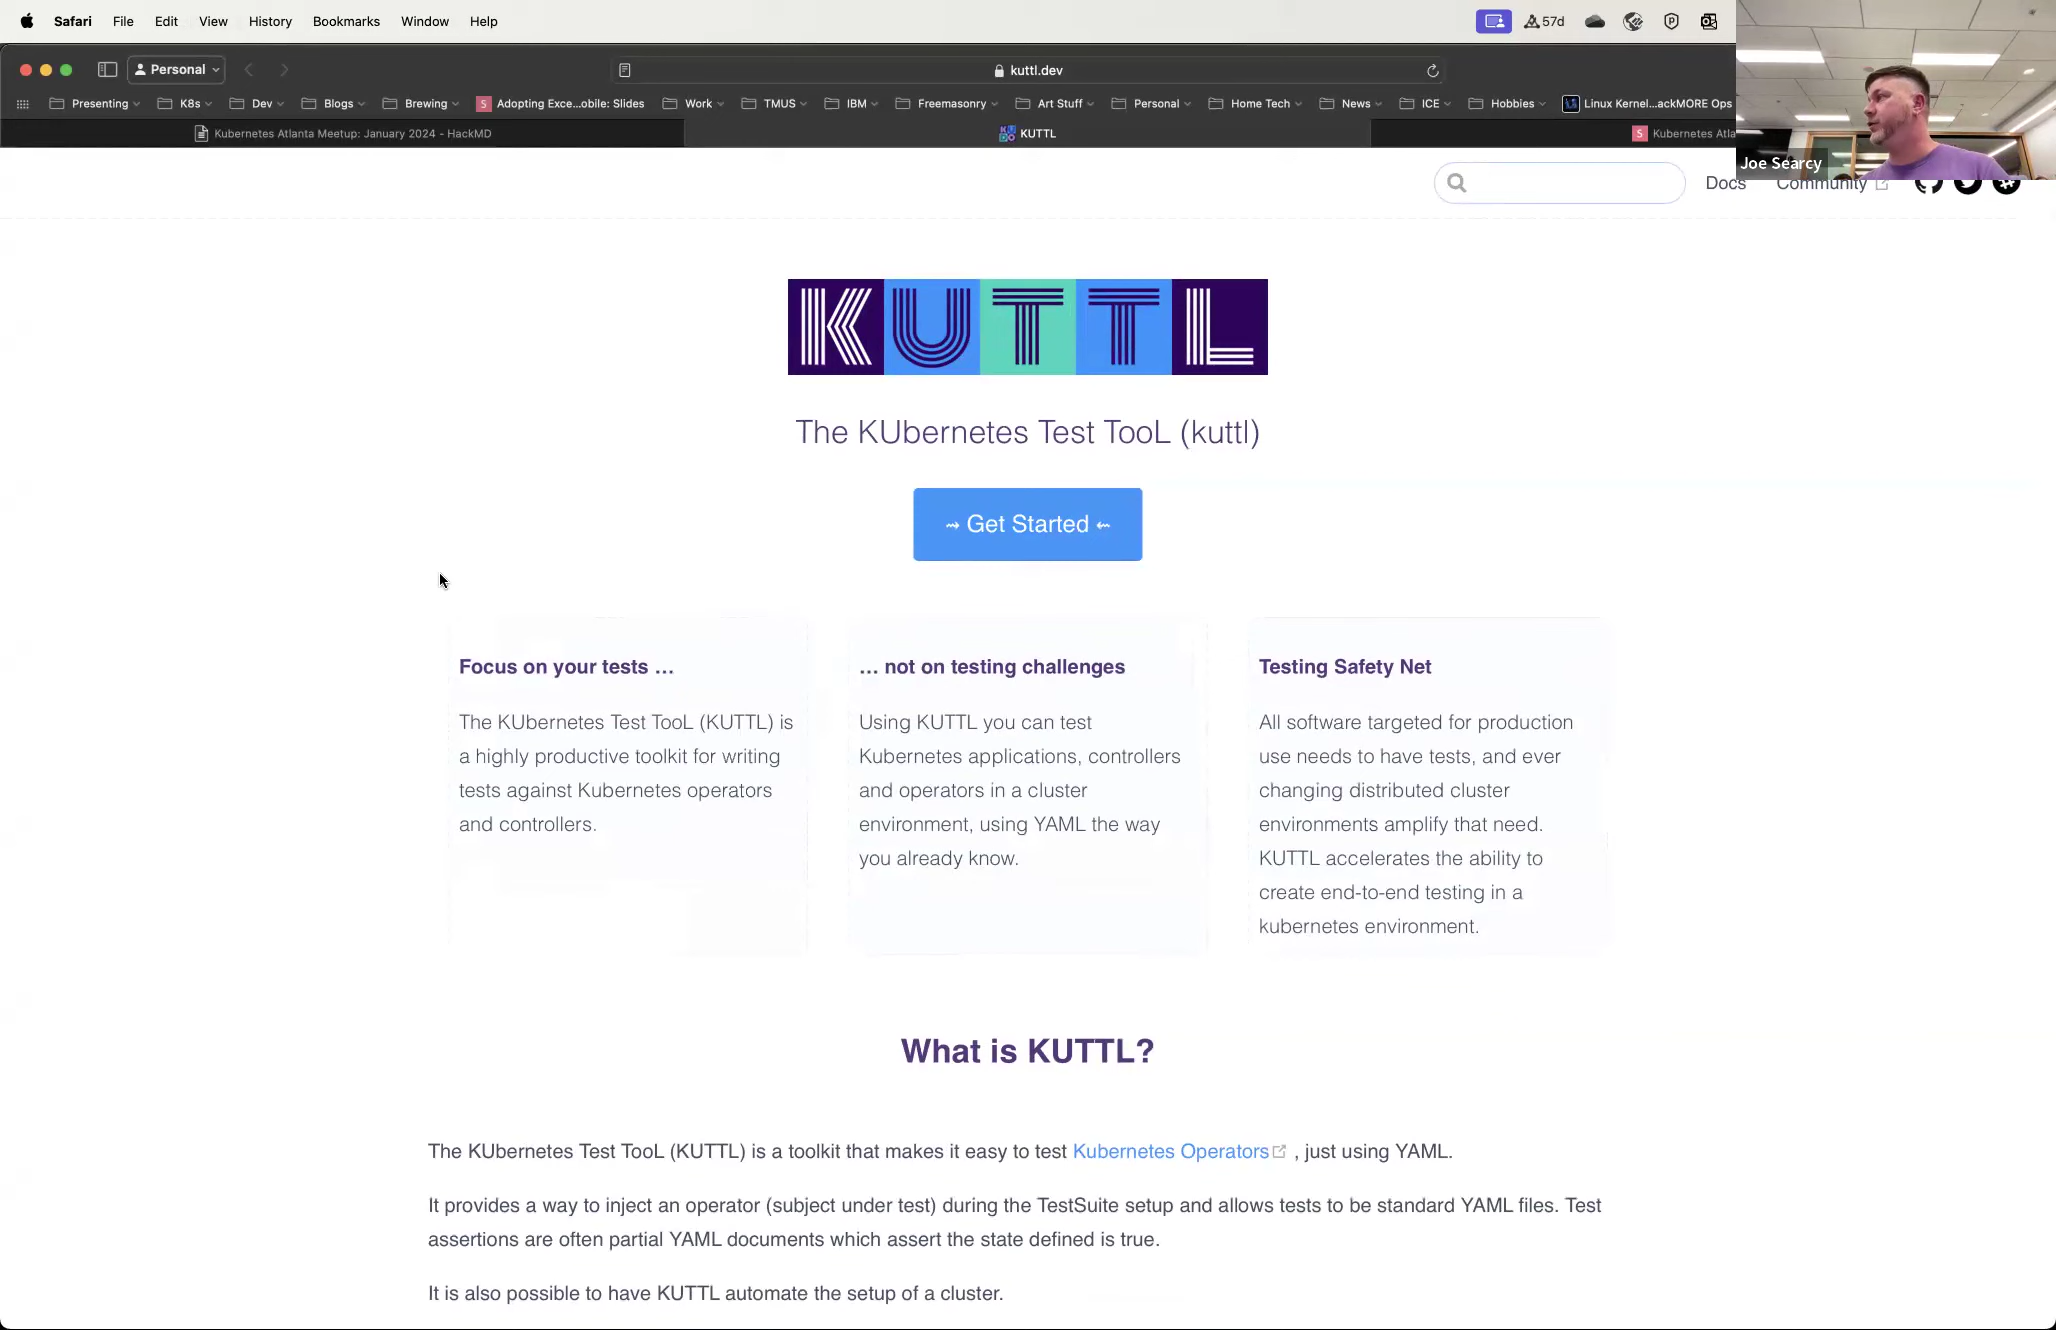 Safari File Edit View History Bookmarks Window Help 57d
Personal kuttl.dev
Presenting K8s Dev Blogs Brewing S Adopting Exce...obile: Slides Work TMUS IBM Freemasonry Art Stuff Personal Home Tech News ICE Hobbies Linux Kernel...ackMORE Ops
Kubernetes Atlanta Meetup: January 2024 - HackMD KUTTL S Kubernetes Atla
Joe Searcy
Docs Community
KUTTL
The KUbernetes Test TooL (kuttl)
⇝ Get Started ⇜
Focus on your tests …
The KUbernetes Test TooL (KUTTL) is
a highly productive toolkit for writing
tests against Kubernetes operators
and controllers.
… not on testing challenges
Using KUTTL you can test
Kubernetes applications, controllers
and operators in a cluster
environment, using YAML the way
you already know.
Testing Safety Net
All software targeted for production
use needs to have tests, and ever
changing distributed cluster
environments amplify that need.
KUTTL accelerates the ability to
create end-to-end testing in a
kubernetes environment.
What is KUTTL?
The KUbernetes Test TooL (KUTTL) is a toolkit that makes it easy to test Kubernetes Operators , just using YAML.
It provides a way to inject an operator (subject under test) during the TestSuite setup and allows tests to be standard YAML files. Test
assertions are often partial YAML documents which assert the state defined is true.
It is also possible to have KUTTL automate the setup of a cluster.